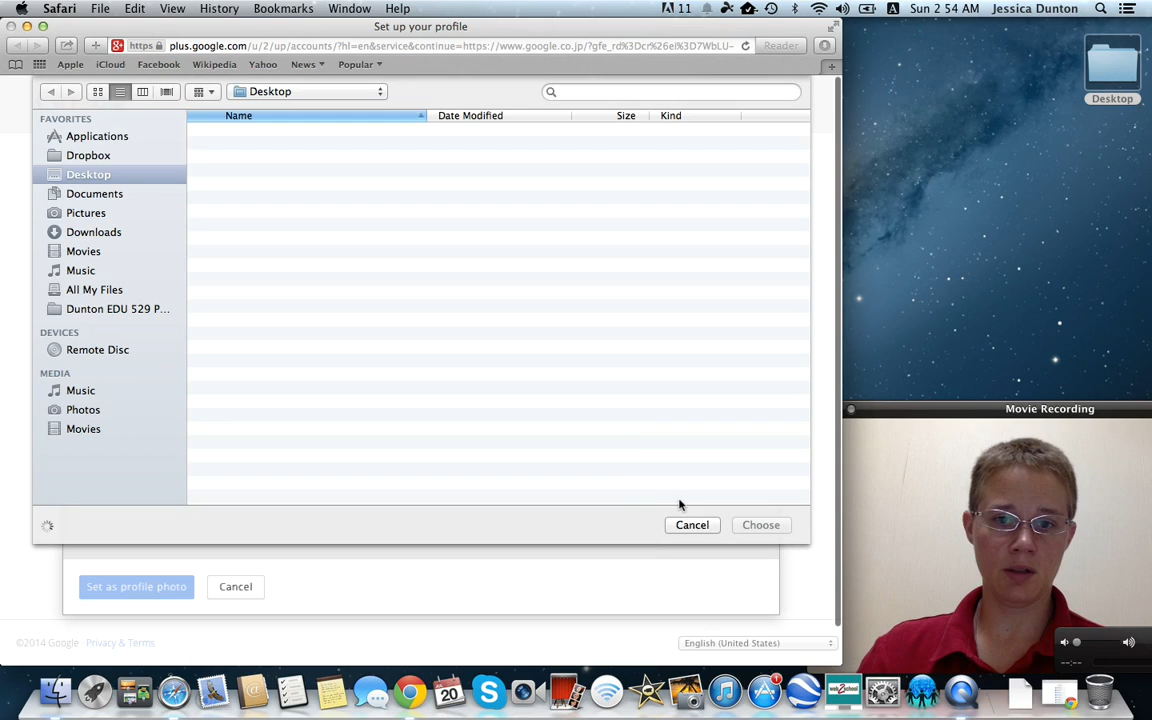 Safari File Edit View History Bookmarks Window Help 11 A Sun 2 54 AM Jessica Dunton
Set up your profile
https plus.google.com/u/2/up/accounts/?hl=en&service&continue=https://www.google.co.jp/?gfe_rd%3Dcr%26ei%3D7WbLU- Reader
Apple iCloud Facebook Wikipedia Yahoo News Popular
Desktop
Desktop
FAVORITES
Name Date Modified Size Kind
Applications
Dropbox
Desktop
Documents
Pictures
Downloads
Movies
Music
All My Files
Dunton EDU 529 P...
DEVICES
Remote Disc
MEDIA
Music
Photos
Movies
Movie Recording
Cancel Choose
Set as profile photo Cancel
©2014 Google Privacy & Terms
English (United States)
--:--
20
1
web2school